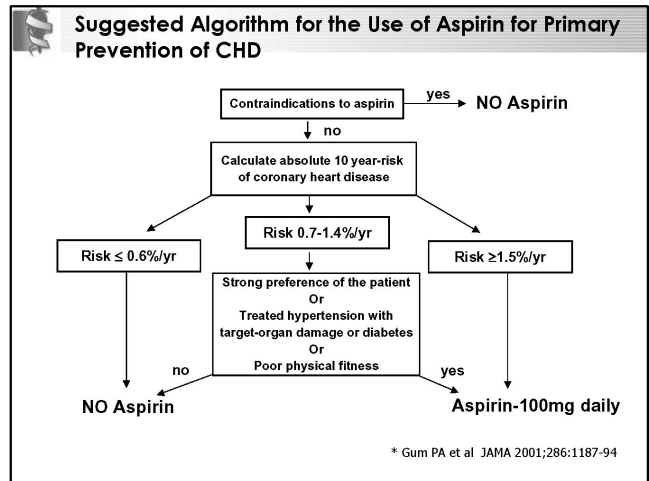 Suggested Algorithm for the Use of Aspirin for Primary
Prevention of CHD
Contraindications to aspirin
yes
NO Aspirin
no
Calculate absolute 10 year-risk
of coronary heart disease
Risk ≤ 0.6%/yr
Risk 0.7-1.4%/yr
Risk ≥1.5%/yr
Strong preference of the patient
Or
Treated hypertension with
target-organ damage or diabetes
Or
Poor physical fitness
no
yes
NO Aspirin
Aspirin-100mg daily
* Gum PA et al JAMA 2001;286:1187-94